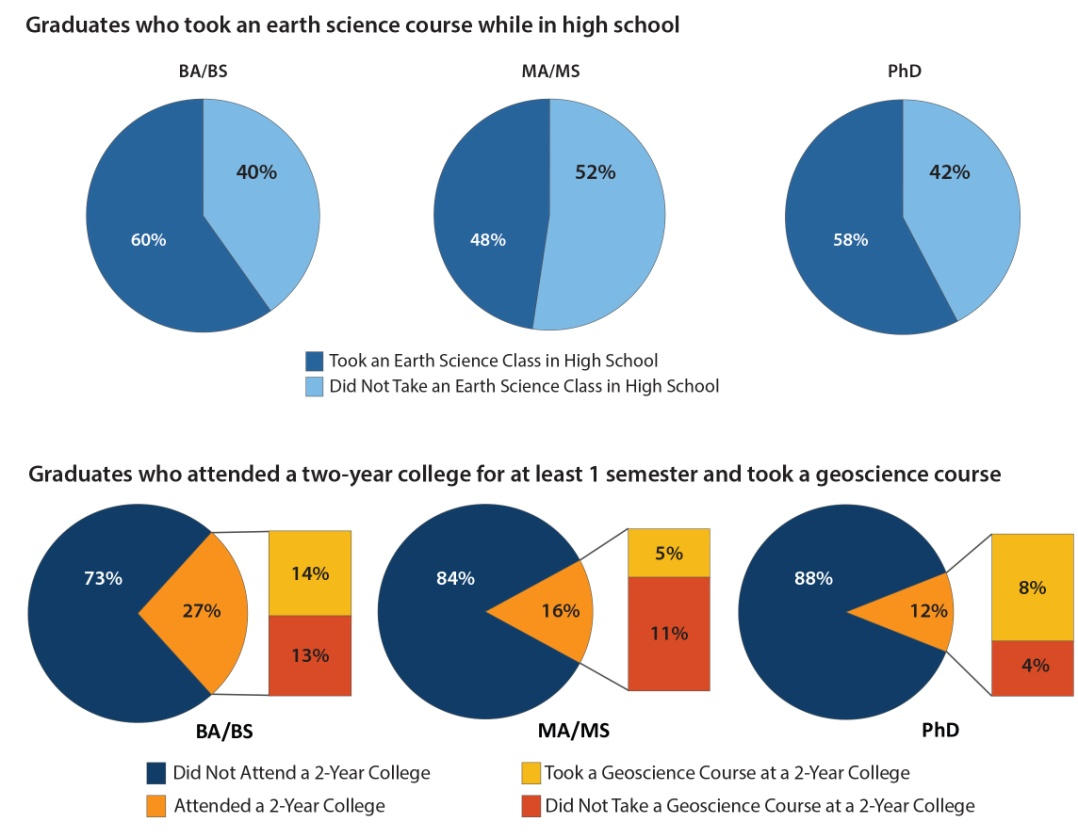 Graduates who took an earth science course while in high school
BA/BS
MA/MS
PhD
40%
60%
52%
48%
42%
58%
Took an Earth Science Class in High School
Did Not Take an Earth Science Class in High School
Graduates who attended a two-year college for at least 1 semester and took a geoscience course
73%
27%
14%
13%
84%
16%
5%
11%
88%
12%
8%
4%
BA/BS
MA/MS
PhD
Did Not Attend a 2-Year College
Attended a 2-Year College
Took a Geoscience Course at a 2-Year College
Did Not Take a Geoscience Course at a 2-Year College